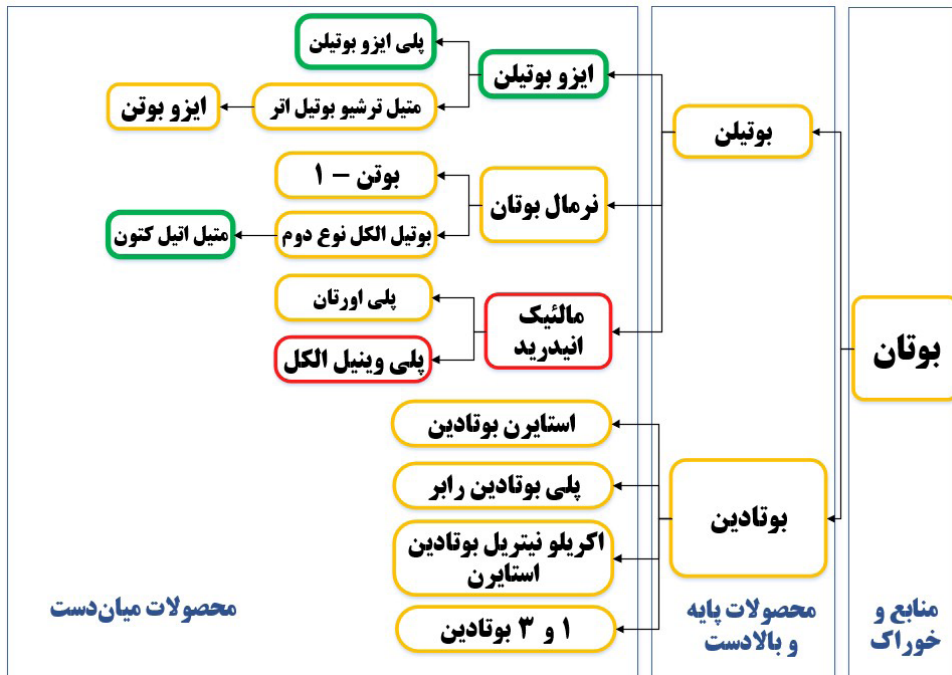 بوتان
منابع و
خوراک
بوتیلن
بوتادین
محصولات پایه
و بالادست
ایزو بوتیلن
پلی ایزو بوتیلن
متیل ترشیو بوتیل اتر
ایزو بوتن
نرمال بوتان
بوتن – ۱
بوتیل الکل نوع دوم
متیل اتیل کتون
مالئیک
انیدرید
پلی اورتان
پلی وینیل الکل
استایرن بوتادین
پلی بوتادین رابر
اکریلو نیتریل بوتادین
استایرن
۱ و ۳ بوتادین
محصولات میان‌دست